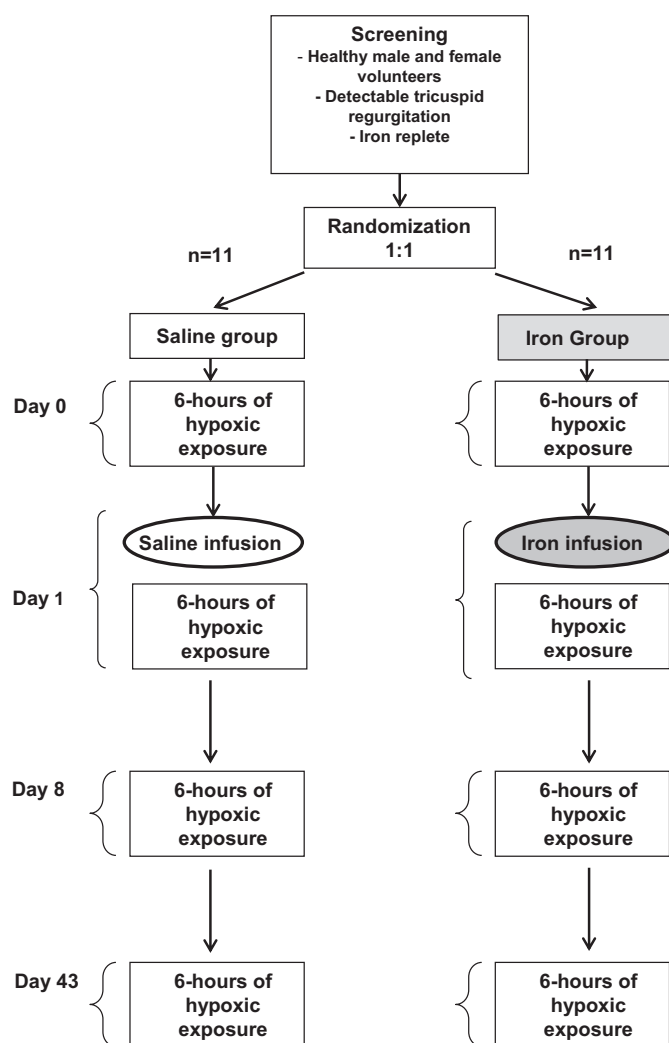 Screening
- Healthy male and female
volunteers
- Detectable tricuspid
regurgitation
- Iron replete
Randomization
1:1
n=11
n=11
Saline group
Iron Group
Day 0
6-hours of
hypoxic
exposure
6-hours of
hypoxic
exposure
Saline infusion
Iron infusion
Day 1
6-hours of
hypoxic
exposure
6-hours of
hypoxic
exposure
Day 8
6-hours of
hypoxic
exposure
6-hours of
hypoxic
exposure
Day 43
6-hours of
hypoxic
exposure
6-hours of
hypoxic
exposure